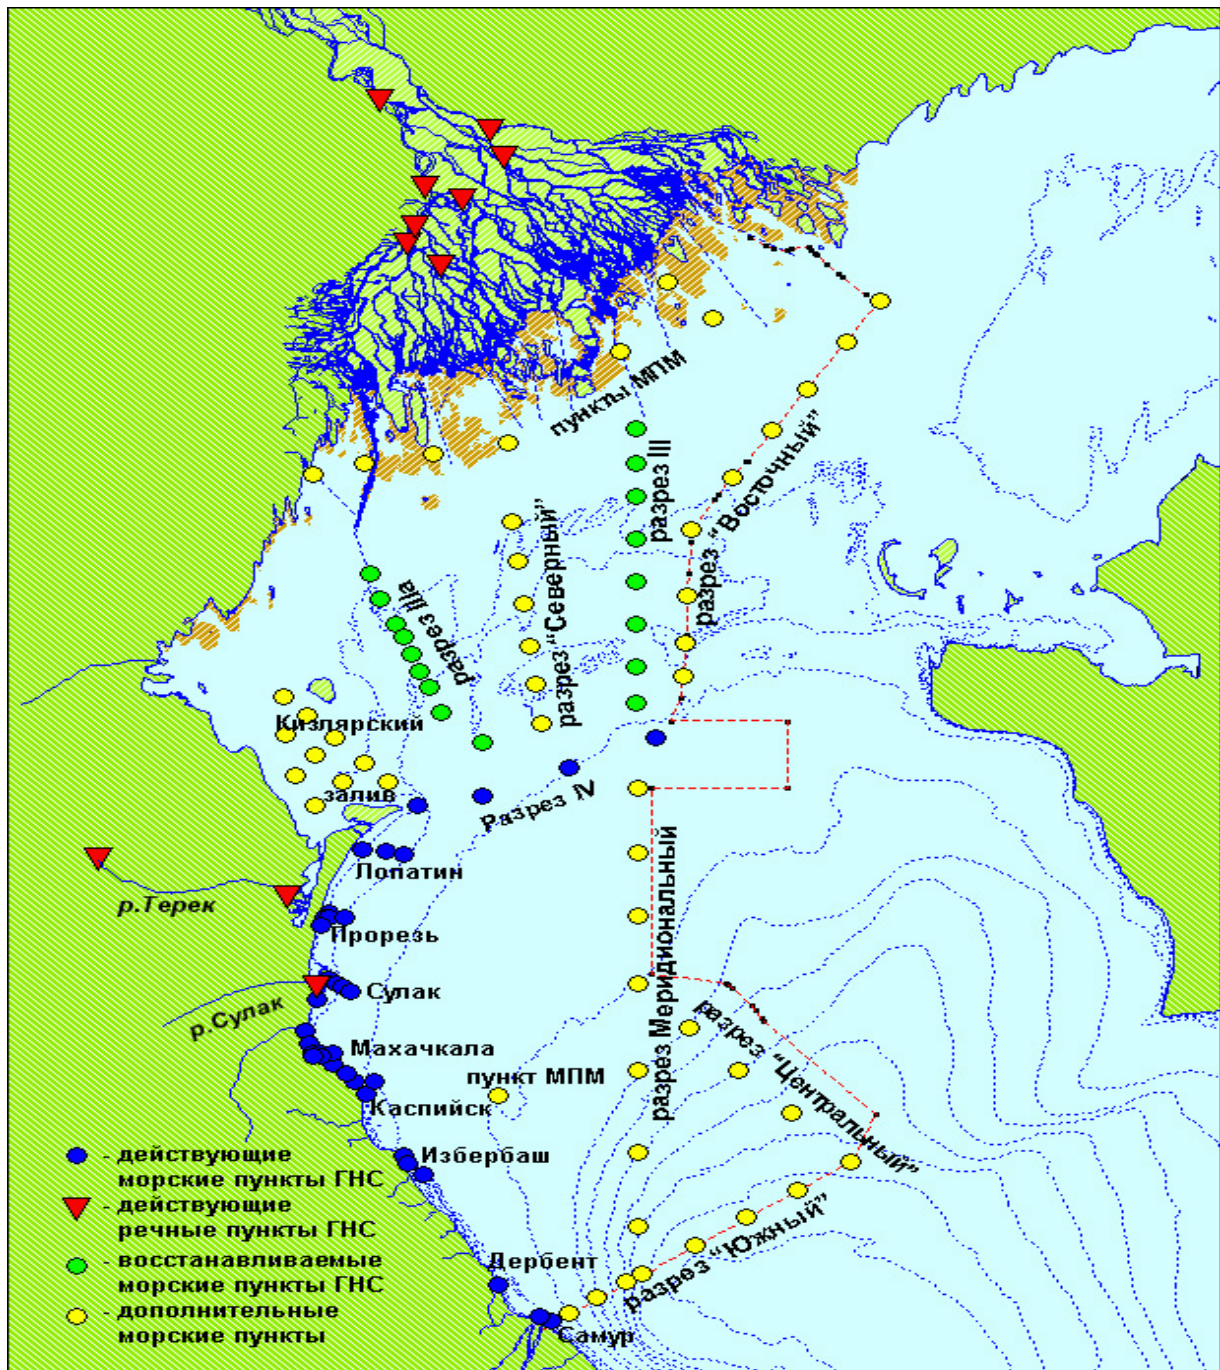 пункты МПМ
разрез III
разрез “Восточный”
разрез “Северный”
разрез IIIа
Кизлярский
залив
Разрез IV
Лопатин
р.Терек
Прорезь
разрез Меридиональный
Сулак
р.Сулак
разрез “Центральный”
Махачкала
пункт МПМ
Каспийск
Избербаш
разрез “Южный”
Дербент
Самур
- действующие
морские пункты ГНС
- действующие
речные пункты ГНС
- восстанавливаемые
морские пункты ГНС
- дополнительные
морские пункты